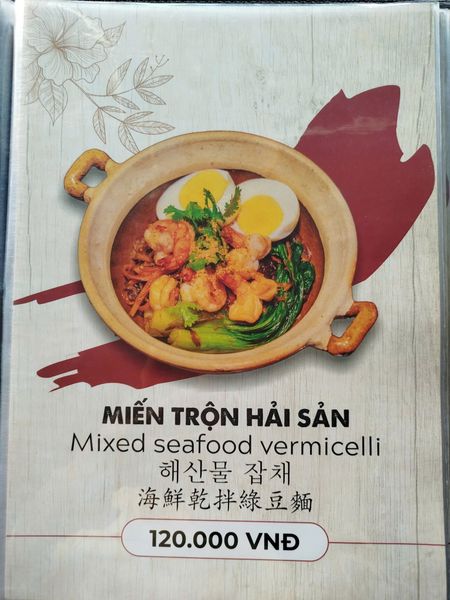 MIẾN TRỘN HẢI SẢN
Mixed seafood vermicelli
해산물 잡채
海鮮乾拌綠豆麵
120.000 VNĐ